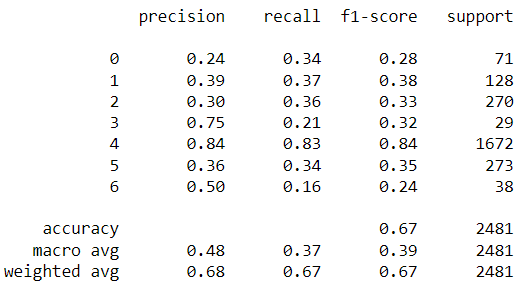 precision recall f1-score support
0 0.24 0.34 0.28 71
1 0.39 0.37 0.38 128
2 0.30 0.36 0.33 270
3 0.75 0.21 0.32 29
4 0.84 0.83 0.84 1672
5 0.36 0.34 0.35 273
6 0.50 0.16 0.24 38
accuracy 0.67 2481
macro avg 0.48 0.37 0.39 2481
weighted avg 0.68 0.67 0.67 2481